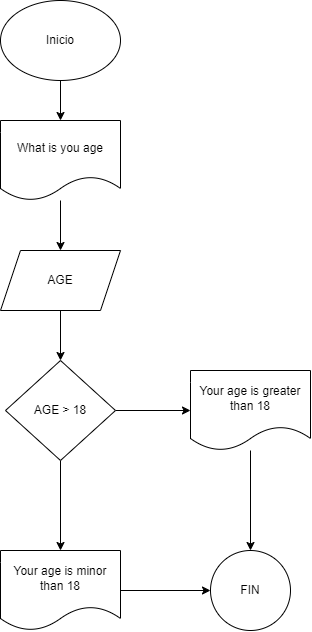 Inicio
What is you age
AGE
AGE > 18
Your age is greater
than 18
Your age is minor
than 18
FIN